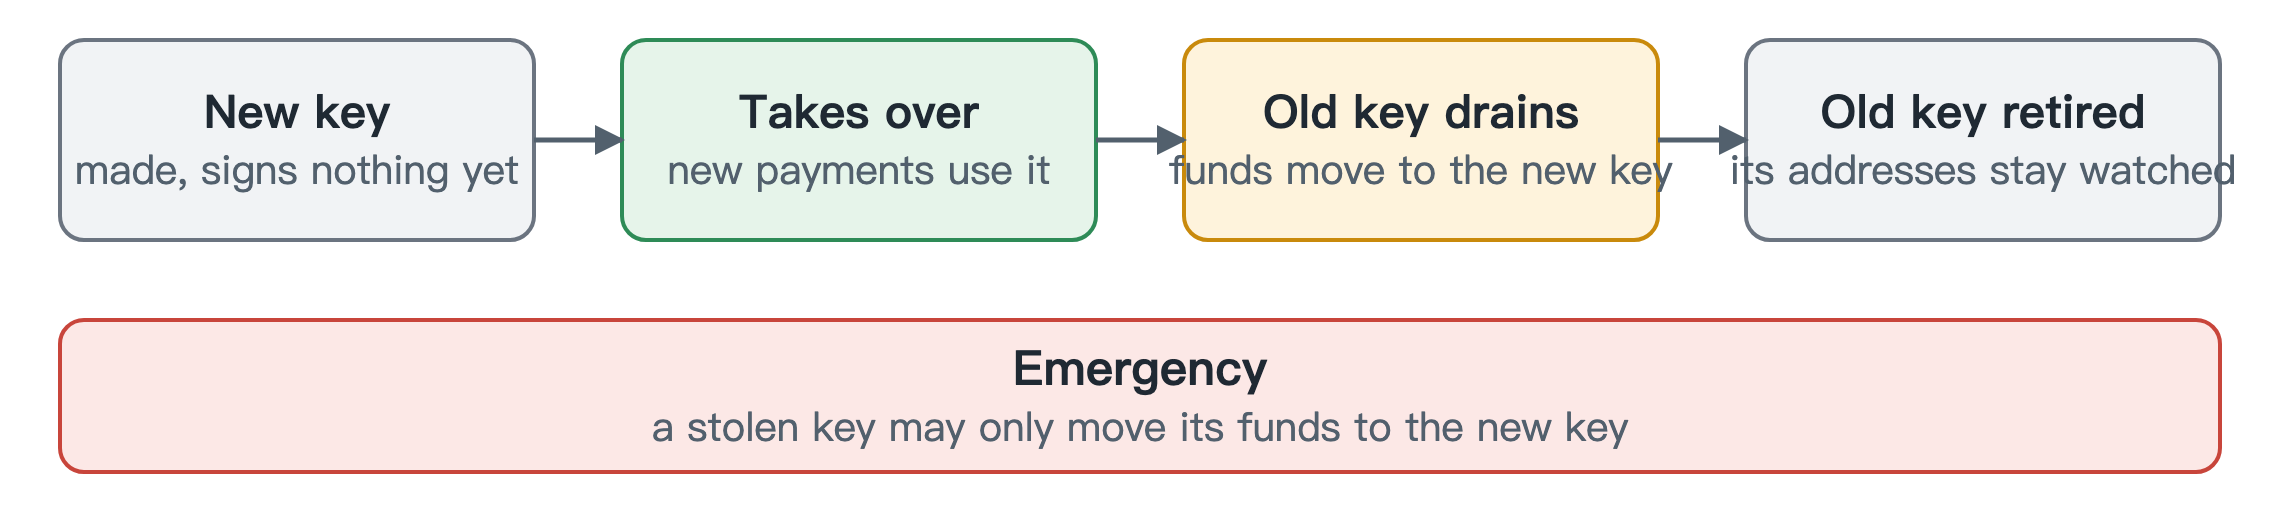 New key
made, signs nothing yet
Takes over
new payments use it
Old key drains
funds move to the new key
Old key retired
its addresses stay watched
Emergency
a stolen key may only move its funds to the new key